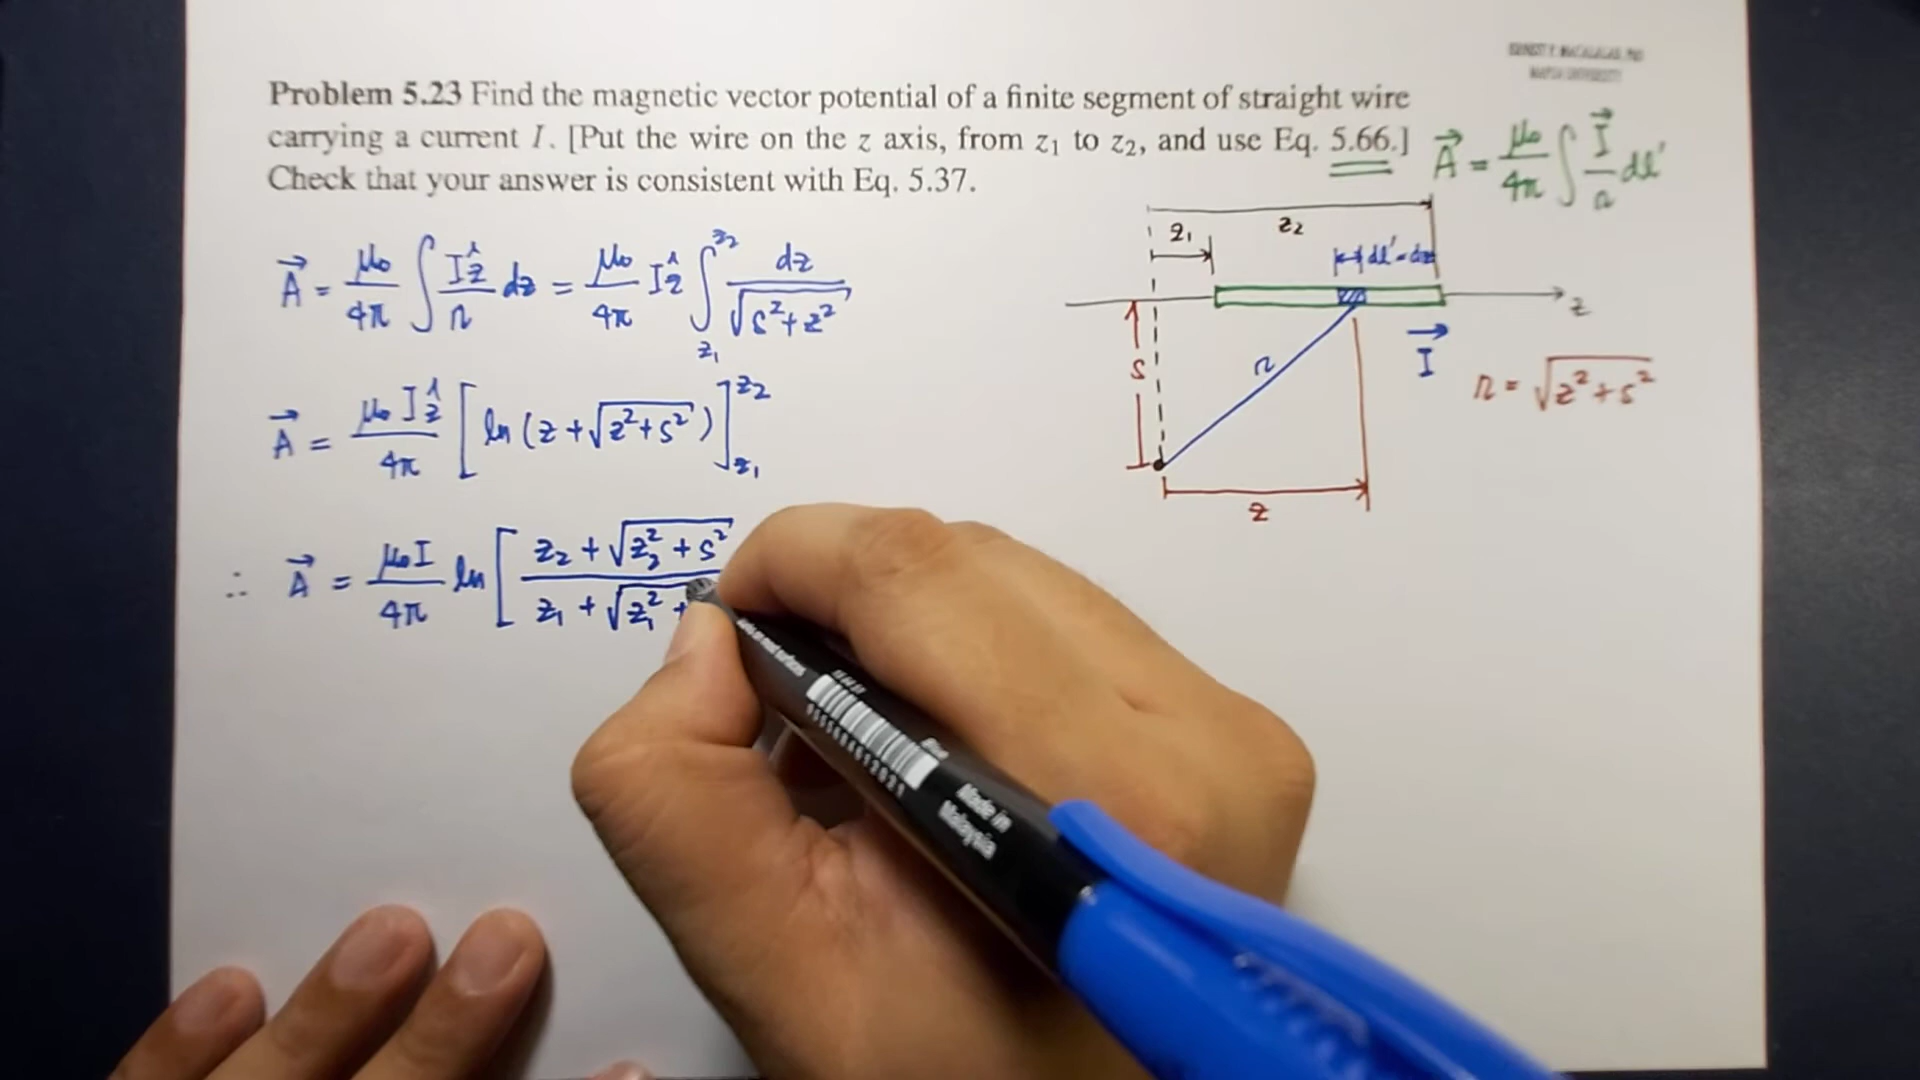 Problem 5.23 Find the magnetic vector potential of a finite segment of straight wire
carrying a current I. [Put the wire on the z axis, from z₁ to z₂, and use Eq. 5.66.]
Check that your answer is consistent with Eq. 5.37.
A⃗ = μ₀/4π ∫ I⃗/r dl'
A⃗ = μ₀/4π ∫ Iẑ/r dz = μ₀/4π Iẑ ∫_{z₁}^{z₂} dz/√(s²+z²)
A⃗ = μ₀Iẑ/4π [ln(z+√(z²+s²))]_{z₁}^{z₂}
∴ A⃗ = μ₀I/4π ln[ z₂+√(z₂²+s²) / z₁+√(z₁²+
z₁
z₂
dl'=dz
z
s
r
I⃗
r = √(z²+s²)
z
Made in
Malaysia